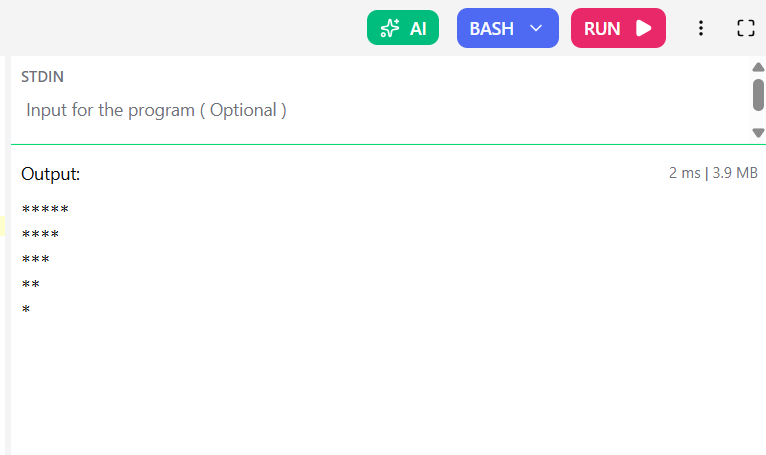 AI BASH RUN
STDIN
Input for the program ( Optional )
Output: 2 ms | 3.9 MB
*****
****
***
**
*